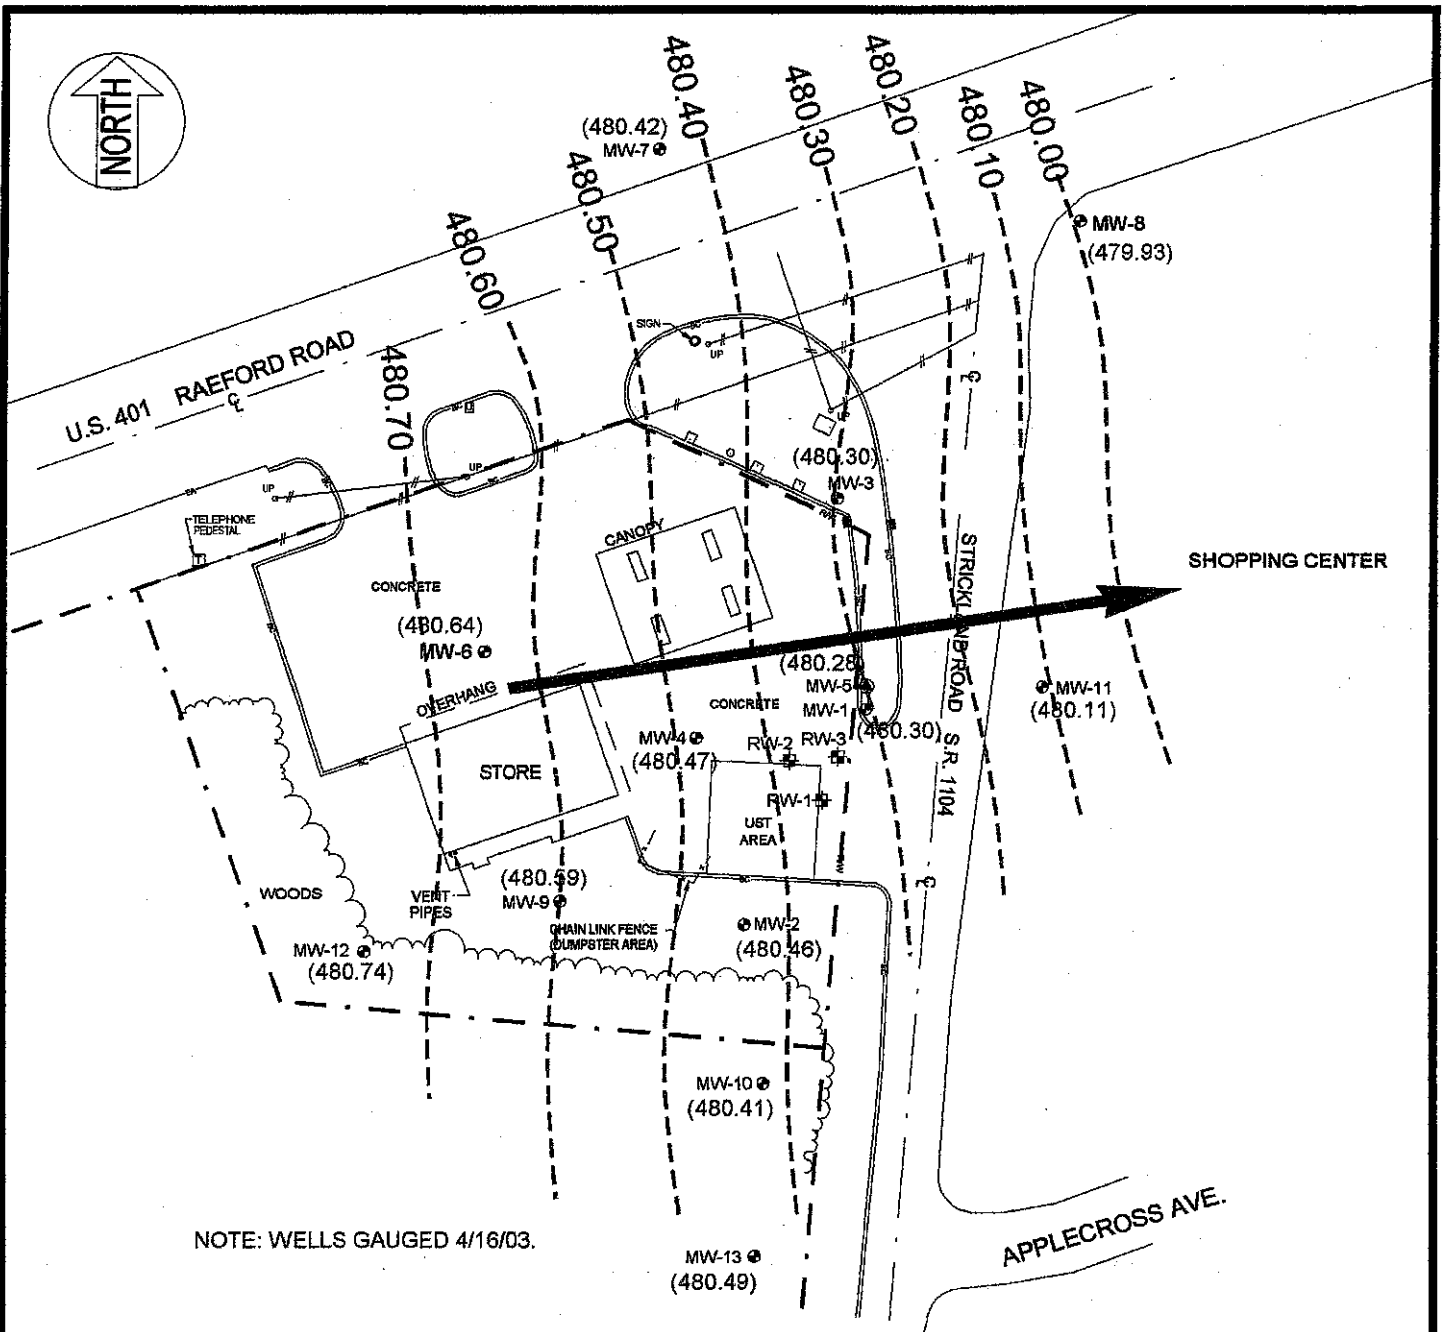 NORTH
480.40
480.20
480.30
480.10
480.00
(480.42)
MW-7
480.50
480.60
MW-8
(479.93)
U.S. 401 RAEFORD ROAD
480.70
SIGN
UP
UP
UP
UP
TELEPHONE
PEDESTAL
T
(480.30)
MW-3
CANOPY
CONCRETE
(480.64)
MW-6
SHOPPING CENTER
STRICKLAND ROAD S.R. 1104
OVERHANG
(480.28)
MW-5
MW-1
(480.30)
CONCRETE
MW-11
(480.11)
MW-4
(480.47)
RW-2
RW-3
RW-1
STORE
UST
AREA
WOODS
VENT
PIPES
(480.59)
MW-9
CHAIN LINK FENCE
(DUMPSTER AREA)
MW-2
(480.46)
MW-12
(480.74)
MW-10
(480.41)
NOTE: WELLS GAUGED 4/16/03.
MW-13
(480.49)
APPLECROSS AVE.